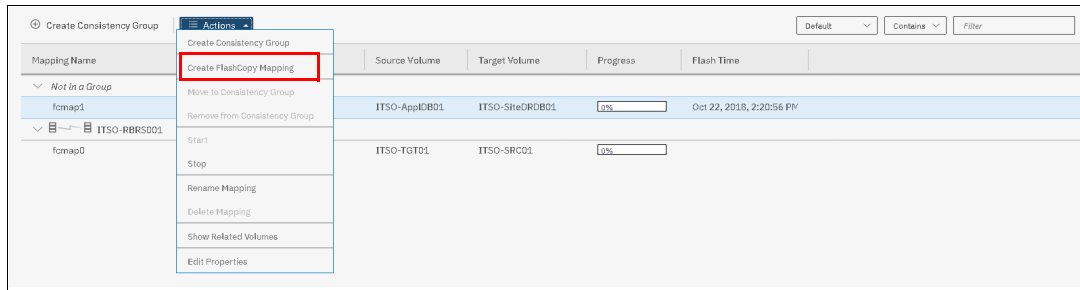 Create Consistency Group Actions Default Contains Filter
Create Consistency Group
Mapping Name Source Volume Target Volume Progress Flash Time
Create FlashCopy Mapping
Not in a Group
Move to Consistency Group
fcmap1 ITSO-ApplDB01 ITSO-SiteDRDB01 0% Oct 22, 2018, 2:20:56 PM
Remove from Consistency Group
ITSO-RBRS001
Start
fcmap0 ITSO-TGT01 ITSO-SRC01 0%
Stop
Rename Mapping
Delete Mapping
Show Related Volumes
Edit Properties